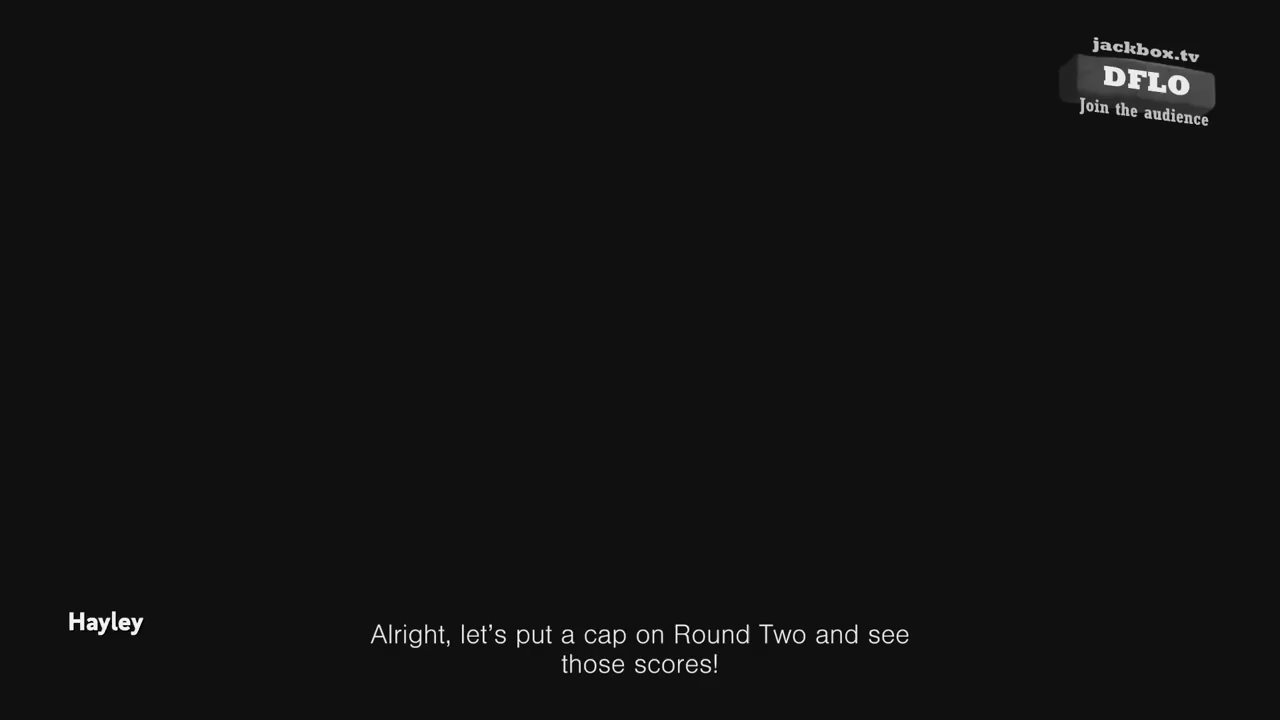 jackbox.tv
DFLO
Join the audience
Hayley
Alright, let’s put a cap on Round Two and see
those scores!